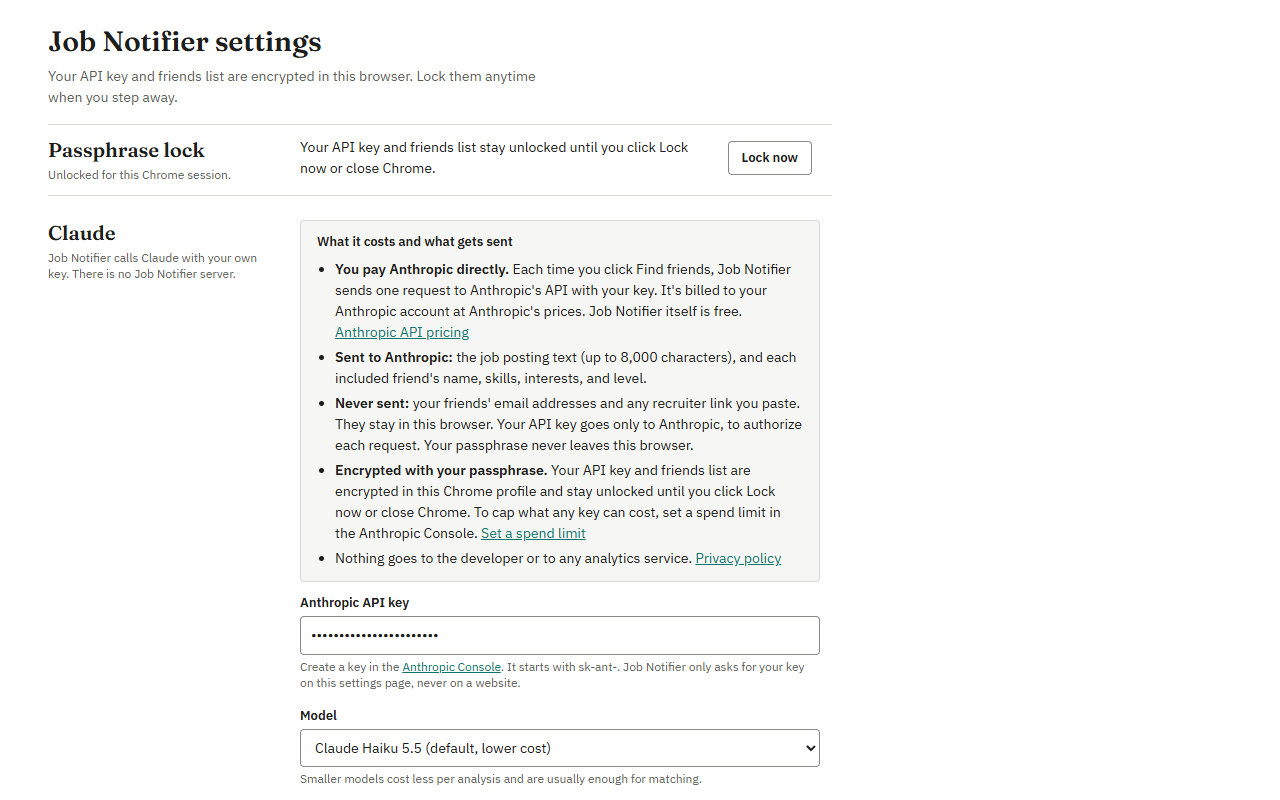 Job Notifier settings
Your API key and friends list are encrypted in this browser. Lock them anytime
when you step away.
Passphrase lock
Unlocked for this Chrome session.
Your API key and friends list stay unlocked until you click Lock
now or close Chrome.
Lock now
Claude
Job Notifier calls Claude with your own
key. There is no Job Notifier server.
What it costs and what gets sent
• You pay Anthropic directly. Each time you click Find friends, Job Notifier
sends one request to Anthropic's API with your key. It's billed to your
Anthropic account at Anthropic's prices. Job Notifier itself is free.
Anthropic API pricing
• Sent to Anthropic: the job posting text (up to 8,000 characters), and each
included friend's name, skills, interests, and level.
• Never sent: your friends' email addresses and any recruiter link you paste.
They stay in this browser. Your API key goes only to Anthropic, to authorize
each request. Your passphrase never leaves this browser.
• Encrypted with your passphrase. Your API key and friends list are
encrypted in this Chrome profile and stay unlocked until you click Lock
now or close Chrome. To cap what any key can cost, set a spend limit in
the Anthropic Console. Set a spend limit
• Nothing goes to the developer or to any analytics service. Privacy policy
Anthropic API key
•••••••••••••••••••••••
Create a key in the Anthropic Console. It starts with sk-ant-. Job Notifier only asks for your key
on this settings page, never on a website.
Model
Claude Haiku 5.5 (default, lower cost)
Smaller models cost less per analysis and are usually enough for matching.